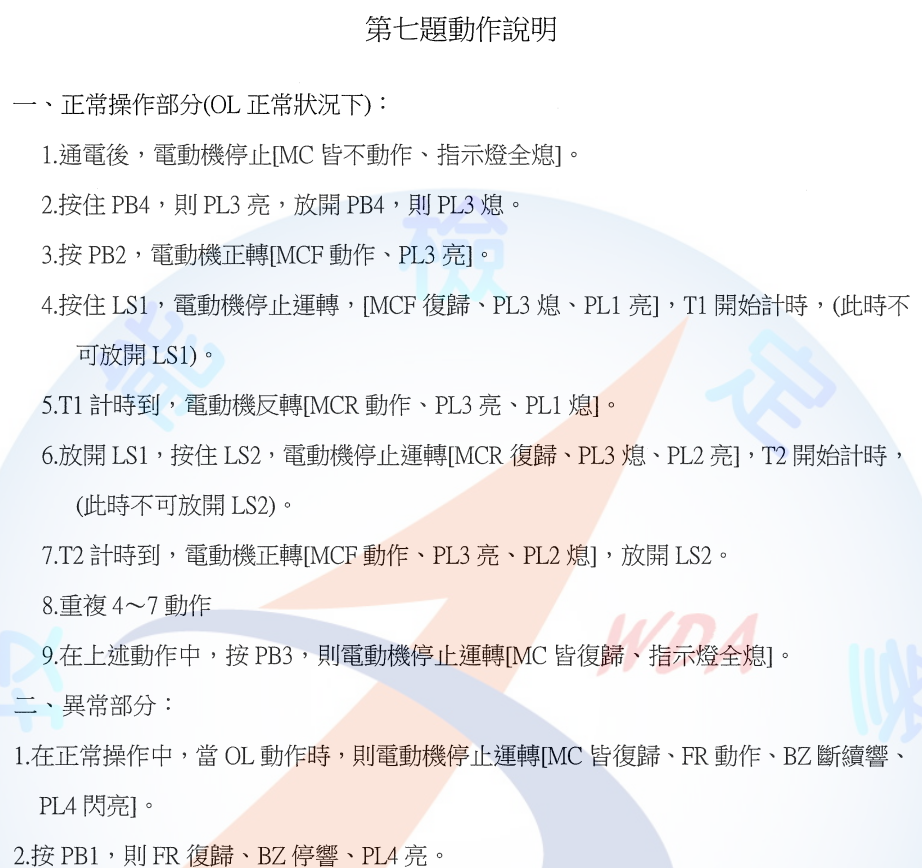 第七題動作說明
一、正常操作部分(OL 正常狀況下)：
1.通電後，電動機停止[MC 皆不動作、指示燈全熄]。
2.按住 PB4，則 PL3 亮，放開 PB4，則 PL3 熄。
3.按 PB2，電動機正轉[MCF 動作、PL3 亮]。
4.按住 LS1，電動機停止運轉，[MCF 復歸、PL3 熄、PL1 亮]，T1 開始計時，(此時不
可放開 LS1)。
5.T1 計時到，電動機反轉[MCR 動作、PL3 亮、PL1 熄]。
6.放開 LS1，按住 LS2，電動機停止運轉[MCR 復歸、PL3 熄、PL2 亮]，T2 開始計時，
(此時不可放開 LS2)。
7.T2 計時到，電動機正轉[MCF 動作、PL3 亮、PL2 熄]，放開 LS2。
8.重複 4～7 動作
9.在上述動作中，按 PB3，則電動機停止運轉[MC 皆復歸、指示燈全熄]。
二、異常部分：
1.在正常操作中，當 OL 動作時，則電動機停止運轉[MC 皆復歸、FR 動作、BZ 斷續響、
PL4 閃亮]。
2.按 PB1，則 FR 復歸、BZ 停響、PL4 亮。
技
能
檢
定
WDA